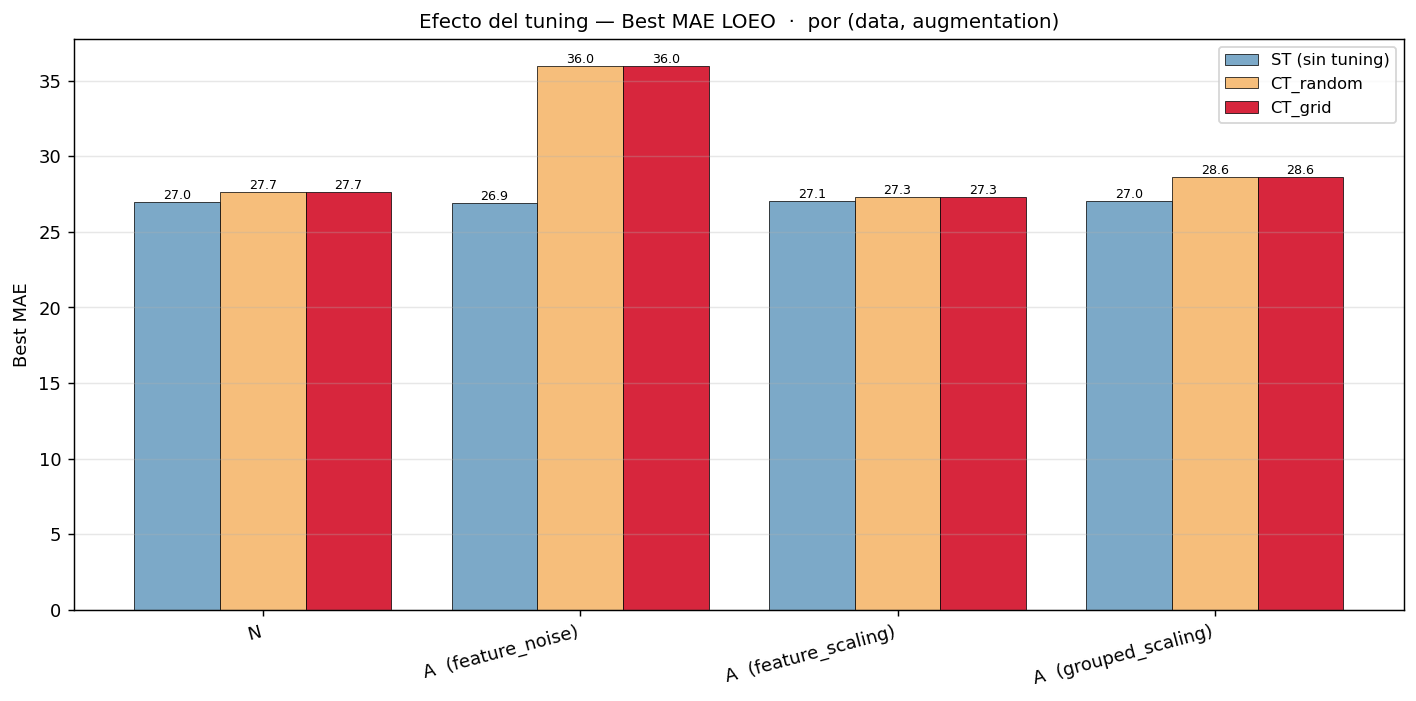 Efecto del tuning — Best MAE LOEO · por (data, augmentation)
ST (sin tuning)
CT_random
CT_grid
Best MAE
35
30
25
20
15
10
5
0
27.0
27.7
27.7
26.9
36.0
36.0
27.1
27.3
27.3
27.0
28.6
28.6
N
A (feature_noise)
A (feature_scaling)
A (grouped_scaling)